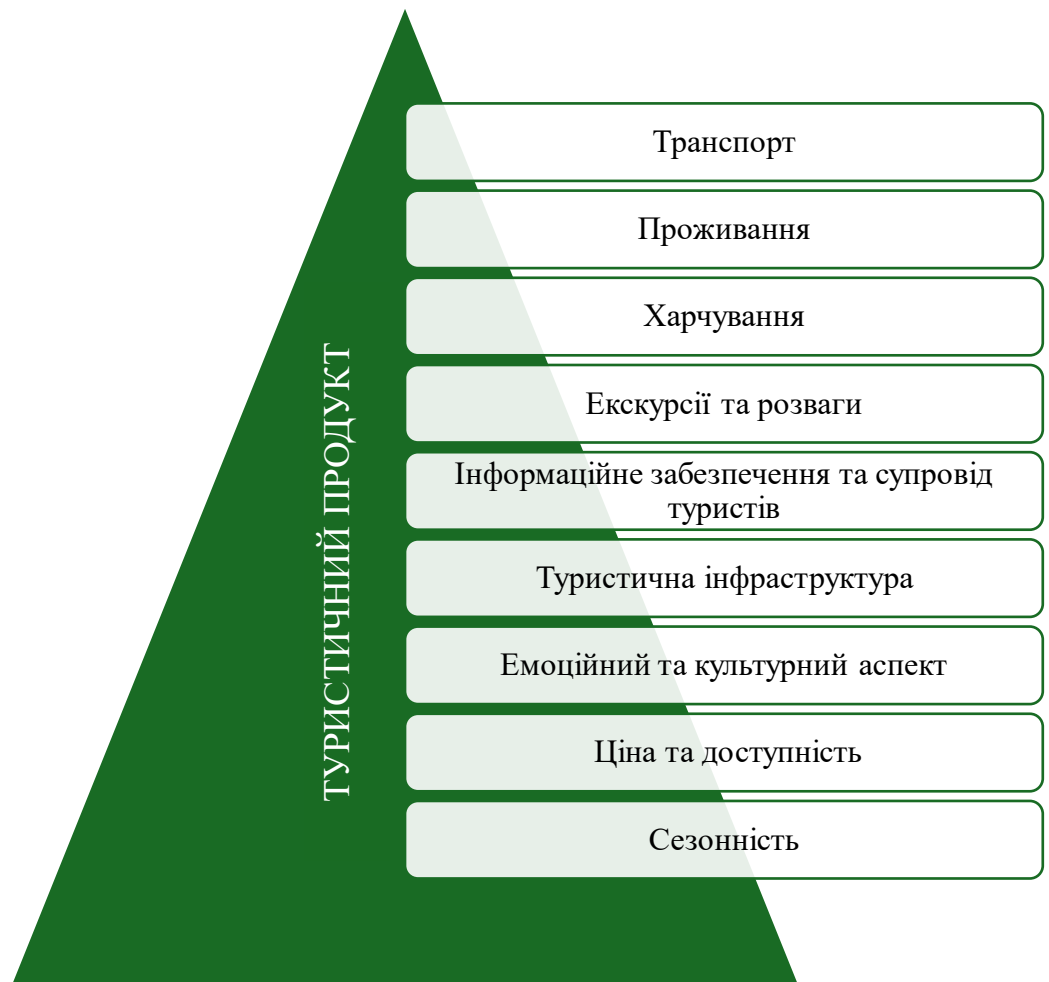 ТУРИСТИЧНИЙ ПРОДУКТ
Транспорт
Проживання
Харчування
Екскурсії та розваги
Інформаційне забезпечення та супровід
туристів
Туристична інфраструктура
Емоційний та культурний аспект
Ціна та доступність
Сезонність